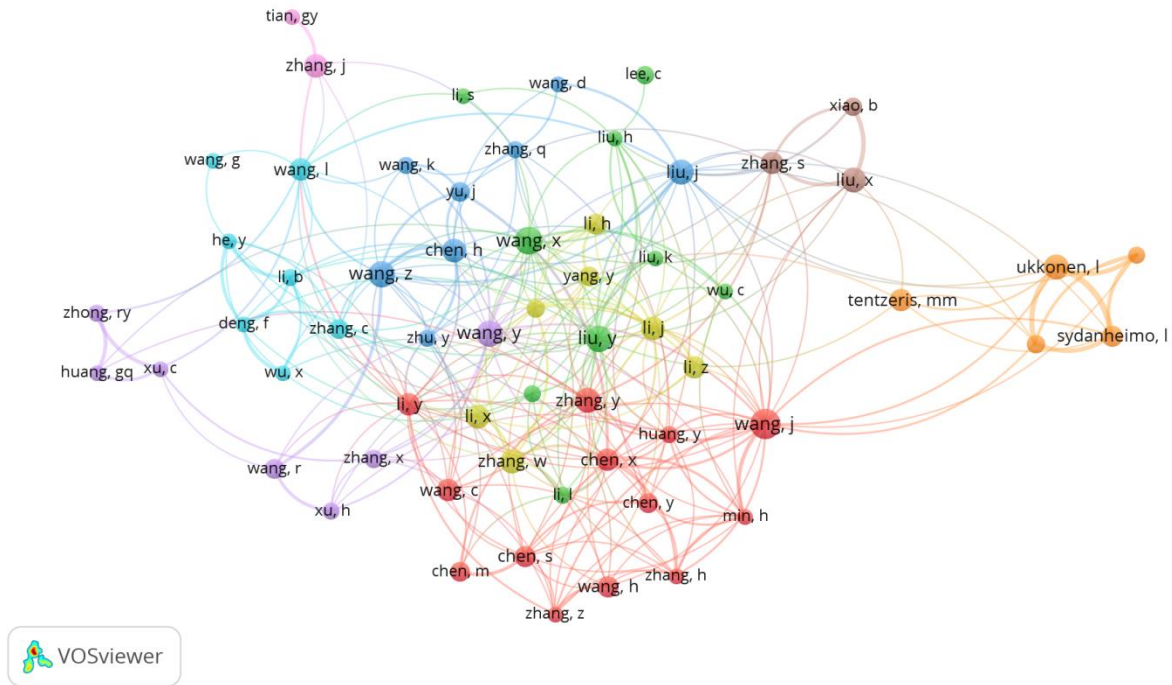 tian, gy
zhang, j
lee, c
wang, d
li, s
xiao, b
liu, h
zhang, q
wang, g
wang, l
wang, k
zhang, s
liu, j
liu, x
yu, j
li, h
wang, x
he, y
chen, h
liu, k
ukkonen, l
li, b
wang, z
yang, y
wu, c
tentzeris, mm
zhong, ry
deng, f
zhang, c
zhu, y
wang, y
liu, y
li, j
sydanheimo, l
huang, gq
xu, c
wu, x
li, z
li, y
zhang, y
li, x
wang, j
huang, y
zhang, x
zhang, w
chen, x
wang, r
wang, c
li, l
chen, y
xu, h
min, h
chen, s
chen, m
zhang, h
wang, h
zhang, z
VOSviewer